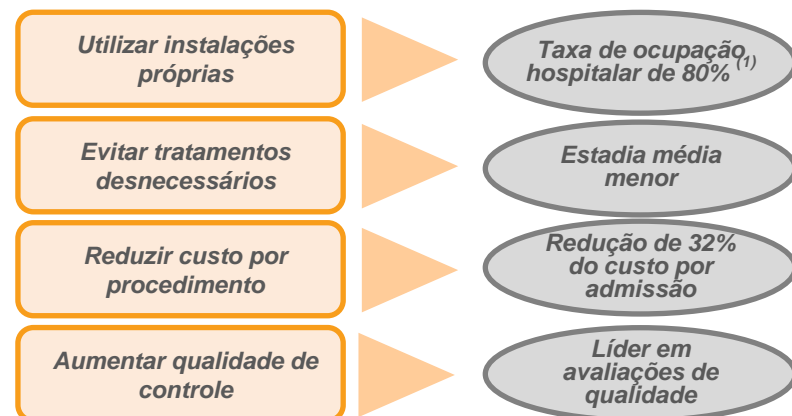 Utilizar instalações
próprias
Taxa de ocupação
hospitalar de 80% (1)
Evitar tratamentos
desnecessários
Estadia média
menor
Reduzir custo por
procedimento
Redução de 32%
do custo por
admissão
Aumentar qualidade de
controle
Líder em
avaliações de
qualidade